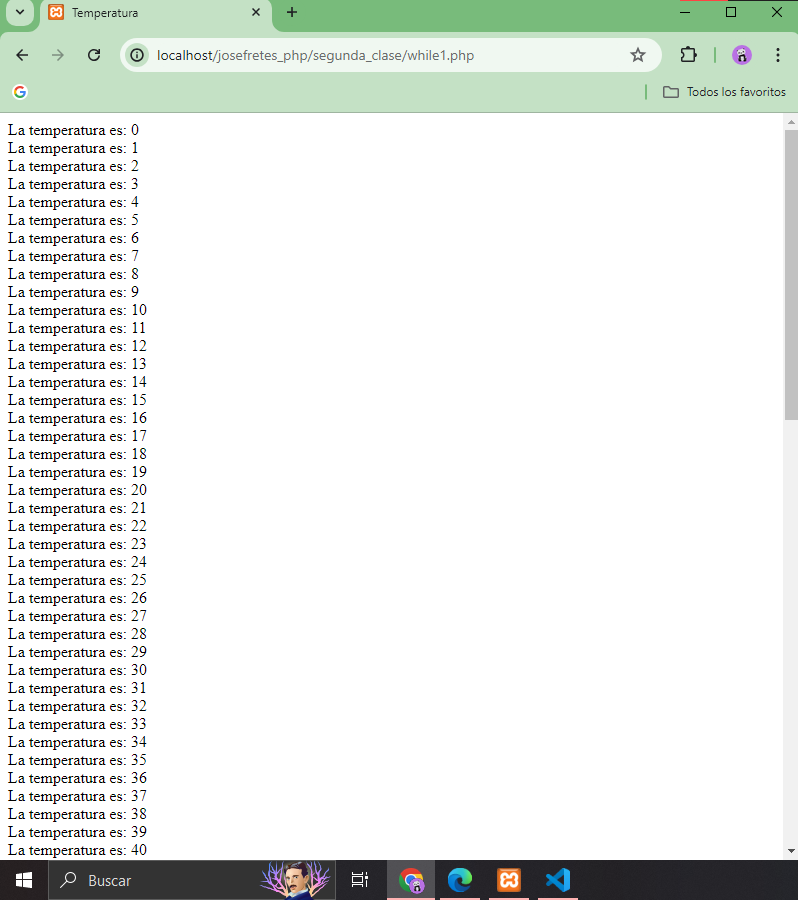 Temperatura
localhost/josefretes_php/segunda_clase/while1.php
Todos los favoritos
La temperatura es: 0
La temperatura es: 1
La temperatura es: 2
La temperatura es: 3
La temperatura es: 4
La temperatura es: 5
La temperatura es: 6
La temperatura es: 7
La temperatura es: 8
La temperatura es: 9
La temperatura es: 10
La temperatura es: 11
La temperatura es: 12
La temperatura es: 13
La temperatura es: 14
La temperatura es: 15
La temperatura es: 16
La temperatura es: 17
La temperatura es: 18
La temperatura es: 19
La temperatura es: 20
La temperatura es: 21
La temperatura es: 22
La temperatura es: 23
La temperatura es: 24
La temperatura es: 25
La temperatura es: 26
La temperatura es: 27
La temperatura es: 28
La temperatura es: 29
La temperatura es: 30
La temperatura es: 31
La temperatura es: 32
La temperatura es: 33
La temperatura es: 34
La temperatura es: 35
La temperatura es: 36
La temperatura es: 37
La temperatura es: 38
La temperatura es: 39
La temperatura es: 40
Buscar